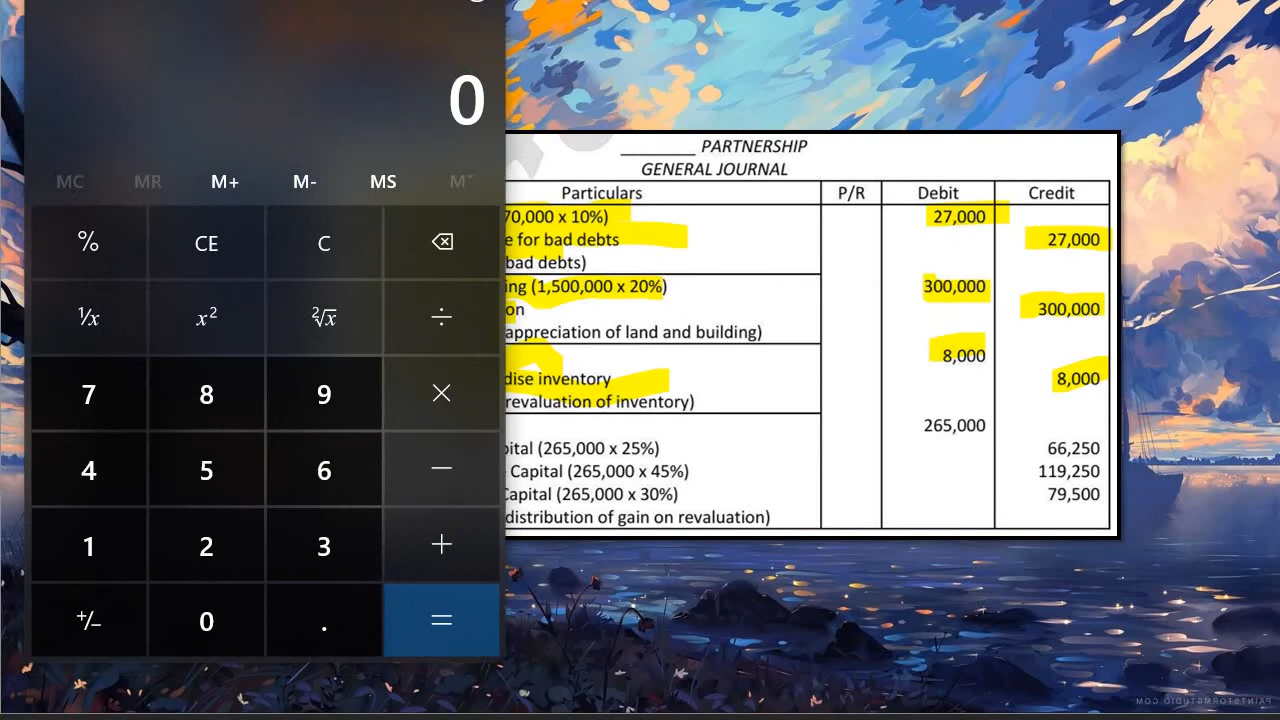 0
MC MR M+ M- MS M˅
% CE C
¹/x x² ²√x ÷
7 8 9 ×
4 5 6 −
1 2 3 +
+/− 0 . =
________ PARTNERSHIP
GENERAL JOURNAL
Particulars P/R Debit Credit
70,000 x 10%) 27,000
e for bad debts 27,000
bad debts)
ing (1,500,000 x 20%) 300,000
on 300,000
appreciation of land and building)
8,000
dise inventory 8,000
revaluation of inventory)
265,000
pital (265,000 x 25%) 66,250
Capital (265,000 x 45%) 119,250
Capital (265,000 x 30%) 79,500
distribution of gain on revaluation)
PAINTSTORMSTUDIO.COM